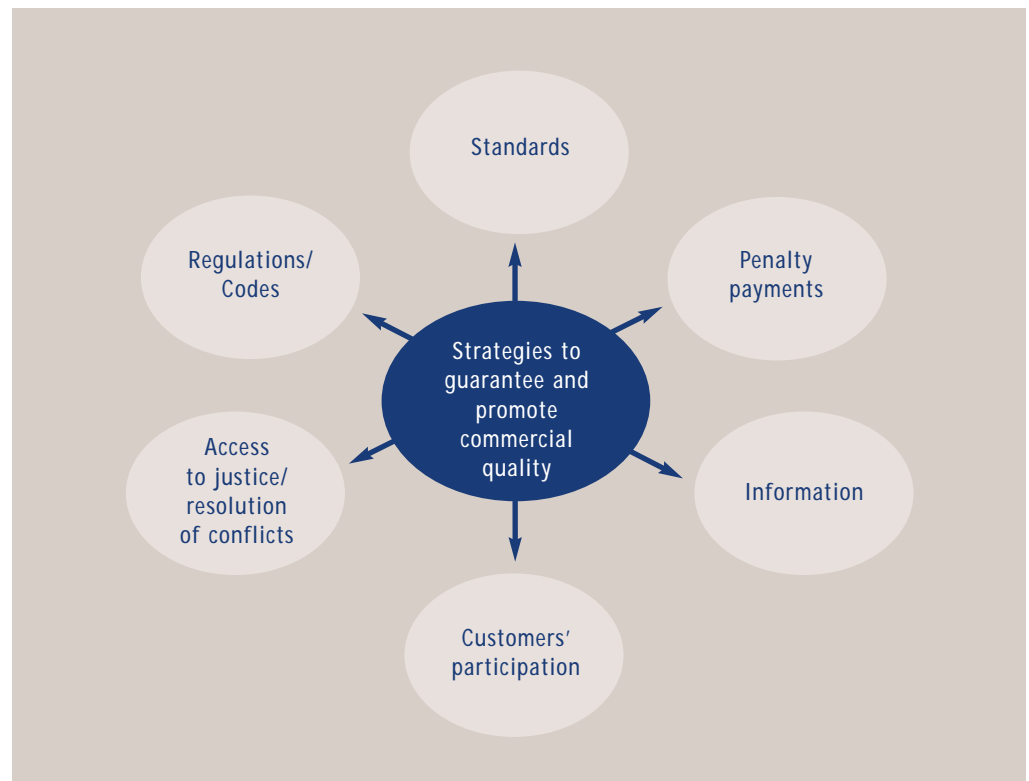 Standards
Regulations/
Codes
Penalty
payments
Strategies to
guarantee and
promote
commercial
quality
Access
to justice/
resolution
of conflicts
Information
Customers’
participation